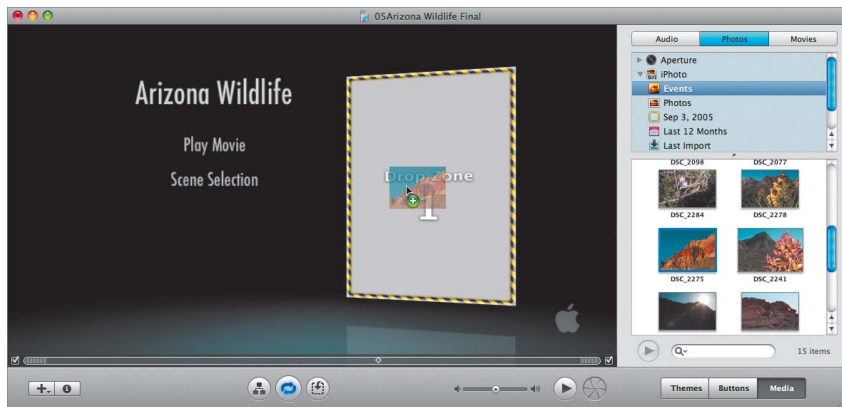 05Arizona Wildlife Final
Arizona Wildlife
Play Movie
Scene Selection
Drop Zone
1
Audio
Photos
Movies
Aperture
iPhoto
Events
Photos
Sep 3, 2005
Last 12 Months
Last Import
DSC_2098
DSC_2077
DSC_2284
DSC_2278
DSC_2275
DSC_2241
15 items
Themes
Buttons
Media